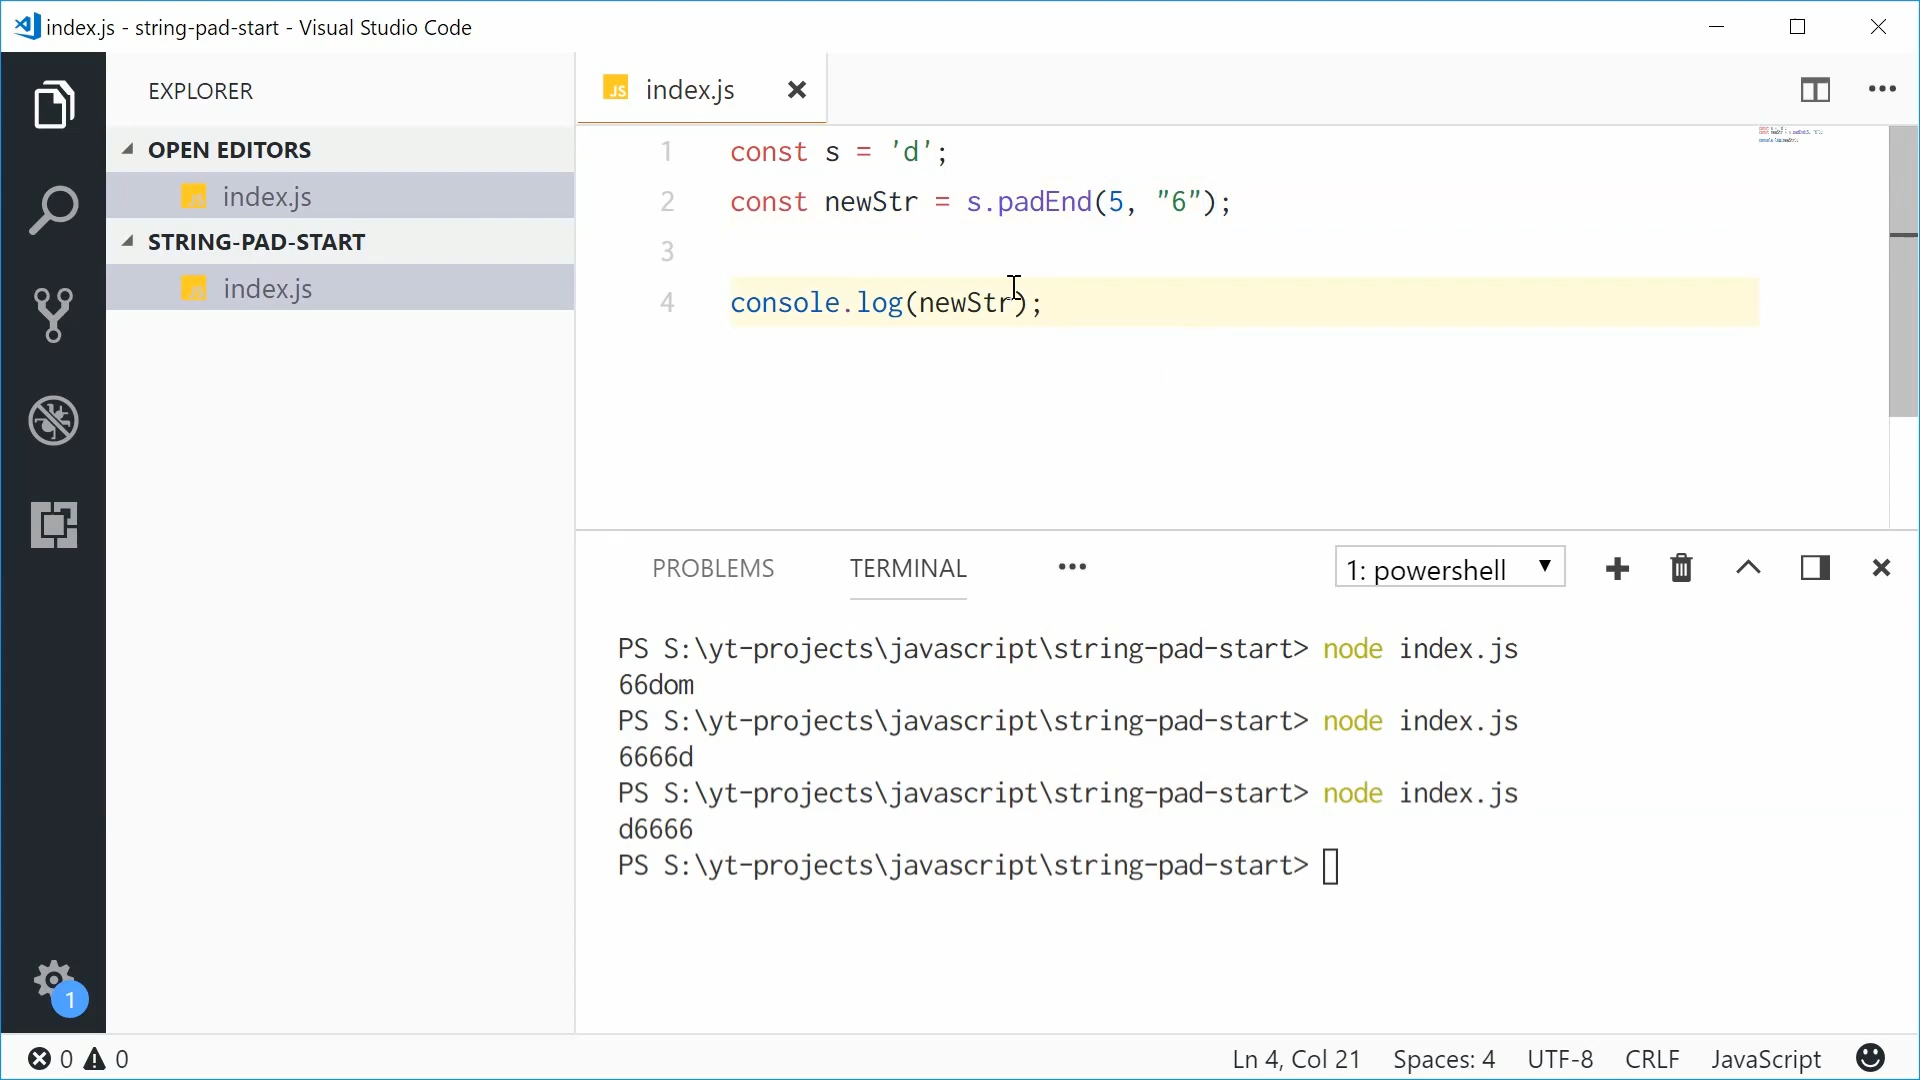 index.js - string-pad-start - Visual Studio Code
EXPLORER
OPEN EDITORS
JS index.js
STRING-PAD-START
JS index.js
JS index.js
1 const s = 'd';
2 const newStr = s.padEnd(5, "6");
3
4 console.log(newStr);
PROBLEMS TERMINAL ••• 1: powershell
PS S:\yt-projects\javascript\string-pad-start> node index.js
66dom
PS S:\yt-projects\javascript\string-pad-start> node index.js
6666d
PS S:\yt-projects\javascript\string-pad-start> node index.js
d6666
PS S:\yt-projects\javascript\string-pad-start>
1
0 0 Ln 4, Col 21 Spaces: 4 UTF-8 CRLF JavaScript